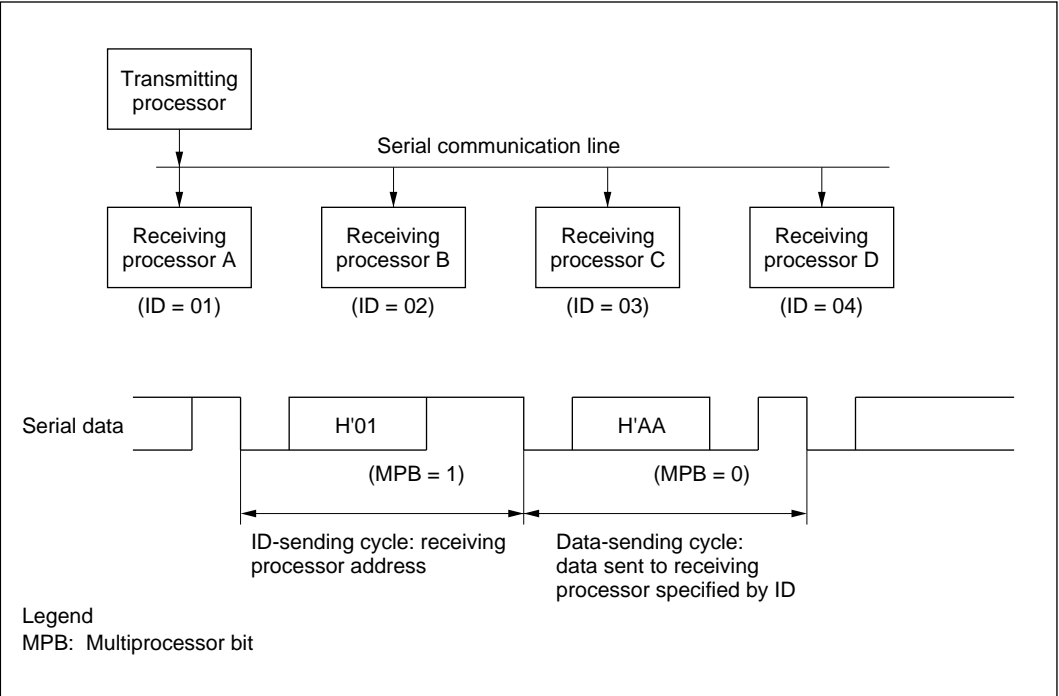 Transmitting
processor
Serial communication line
Receiving
processor A
Receiving
processor B
Receiving
processor C
Receiving
processor D
(ID = 01)
(ID = 02)
(ID = 03)
(ID = 04)
Serial data
H'01
H'AA
(MPB = 1)
(MPB = 0)
ID-sending cycle: receiving
processor address
Data-sending cycle:
data sent to receiving
processor specified by ID
Legend
MPB: Multiprocessor bit